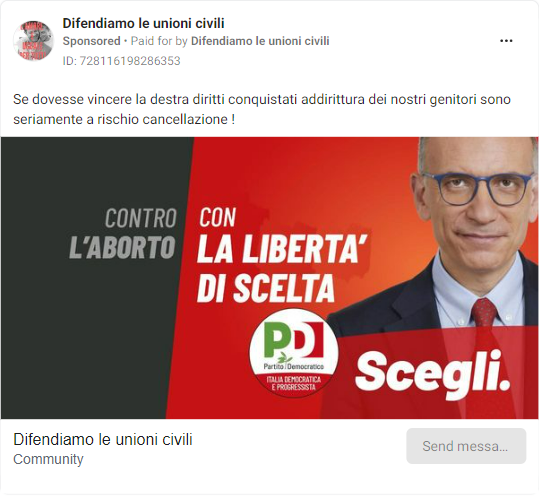 Difendiamo le unioni civili
Sponsored • Paid for by Difendiamo le unioni civili
ID: 728116198286353
Se dovesse vincere la destra diritti conquistati addirittura dei nostri genitori sono
seriamente a rischio cancellazione !
CONTRO
L'ABORTO
CON
LA LIBERTA'
DI SCELTA
PD
Partito Democratico
ITALIA DEMOCRATICA
E PROGRESSISTA
Scegli.
Difendiamo le unioni civili
Community
Send messa...